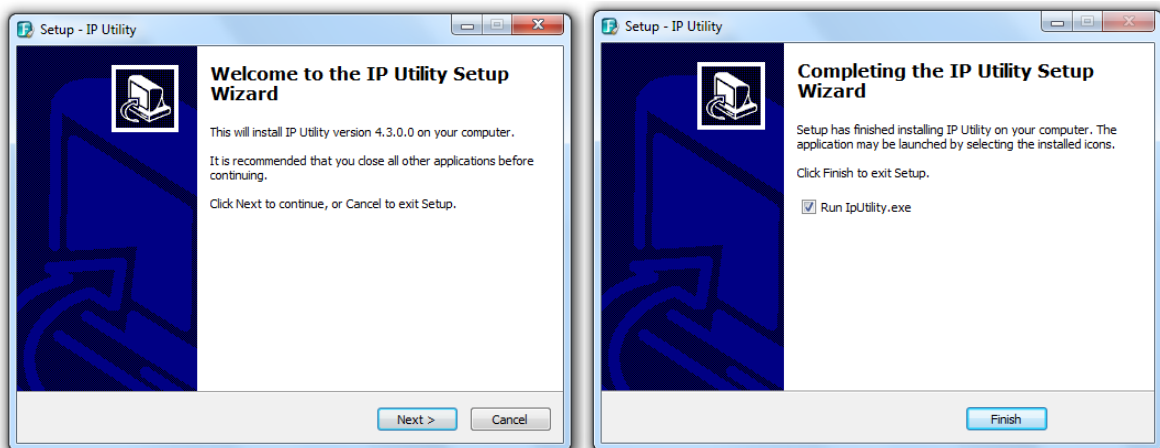 Setup - IP Utility
Welcome to the IP Utility Setup
Wizard
This will install IP Utility version 4.3.0.0 on your computer.
It is recommended that you close all other applications before
continuing.
Click Next to continue, or Cancel to exit Setup.
Next >
Cancel
Setup - IP Utility
Completing the IP Utility Setup
Wizard
Setup has finished installing IP Utility on your computer. The
application may be launched by selecting the installed icons.
Click Finish to exit Setup.
Run IpUtility.exe
Finish